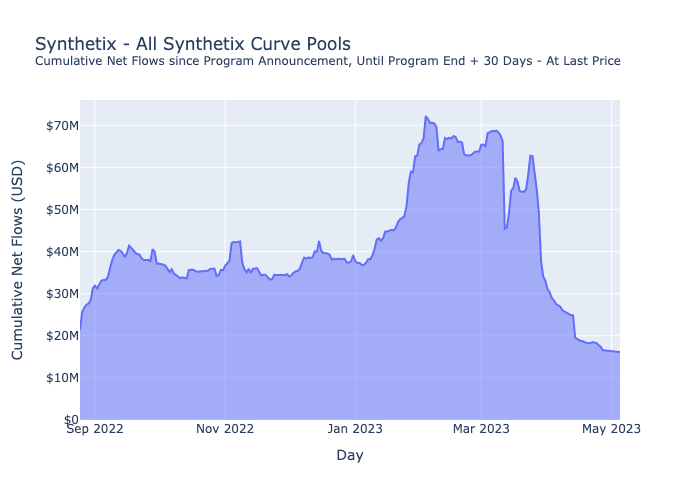 Synthetix - All Synthetix Curve Pools
Cumulative Net Flows since Program Announcement, Until Program End + 30 Days - At Last Price
Cumulative Net Flows (USD)
$70M
$60M
$50M
$40M
$30M
$20M
$10M
$0
Sep 2022 Nov 2022 Jan 2023 Mar 2023 May 2023
Day